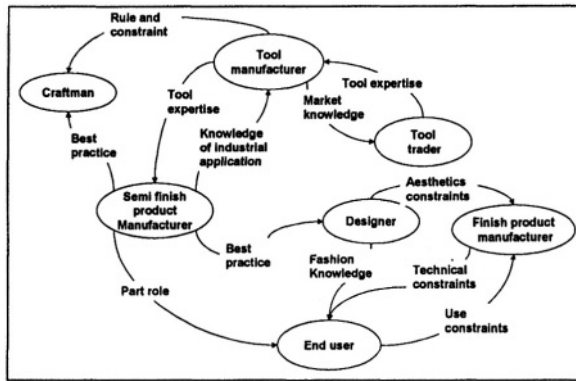 Rule and
constraint
Tool
manufacturer
Craftman
Tool
expertise
Tool expertise
Market
knowledge
Knowledge
of industrial
application
Tool
trader
Best
practice
Semi finish
product
Manufacturer
Aesthetics
constraints
Designer
Finish product
manufacturer
Best
practice
Fashion
Knowledge
Technical
constraints
Part role
Use
constraints
End user